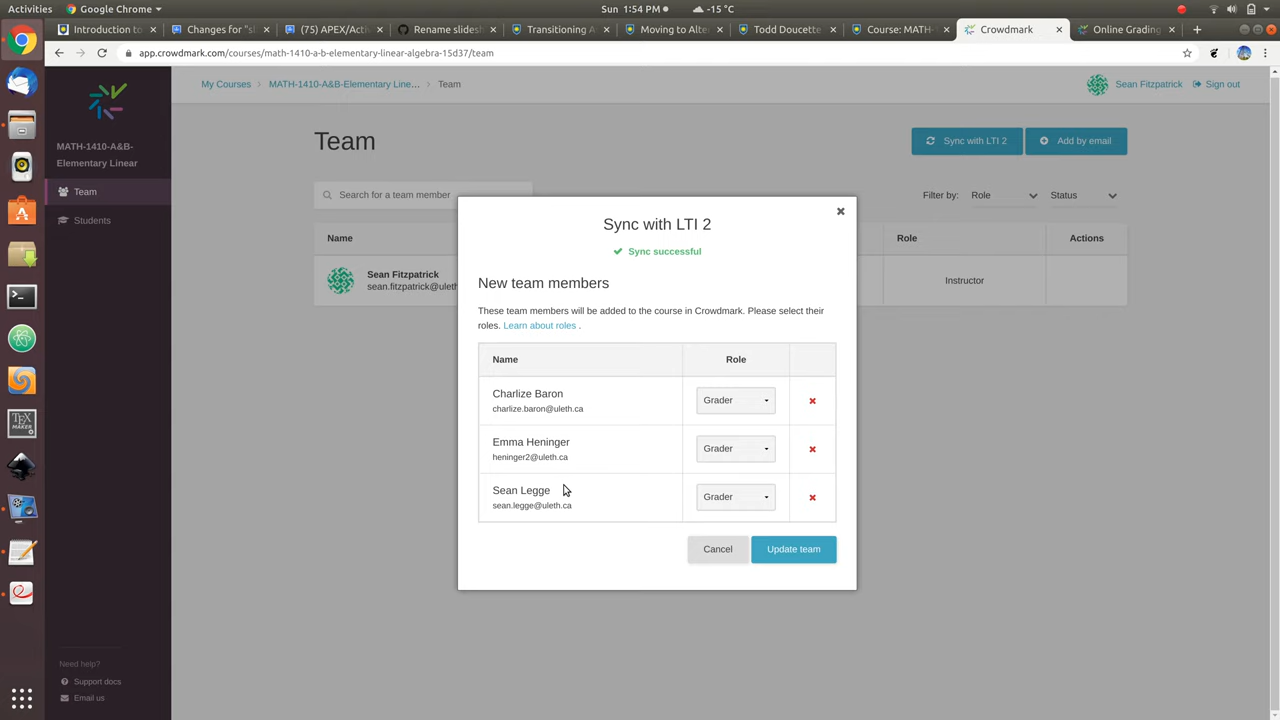 Activities
Google Chrome
Sun 1:54 PM
-15 °C
Introduction to
Changes for "sl
(75) APEX/Acti
Rename slidesh
Transitioning A
Moving to Alter
Todd Doucette
Course: MATH-
Crowdmark
Online Grading
app.crowdmark.com/courses/math-1410-a-b-elementary-linear-algebra-15d37/team
My Courses
MATH-1410-A&B-Elementary Line...
Team
Sean Fitzpatrick
Sign out
MATH-1410-A&B-
Elementary Linear
Team
Students
Team
Sync with LTI 2
Add by email
Search for a team member
Filter by:
Role
Status
Name
Role
Actions
Sean Fitzpatrick
sean.fitzpatrick@uleth
Instructor
Sync with LTI 2
Sync successful
New team members
These team members will be added to the course in Crowdmark. Please select their
roles. Learn about roles .
Name
Role
Charlize Baron
charlize.baron@uleth.ca
Grader
Emma Heninger
heninger2@uleth.ca
Grader
Sean Legge
sean.legge@uleth.ca
Grader
Cancel
Update team
Need help?
Support docs
Email us
TEX
MAKER